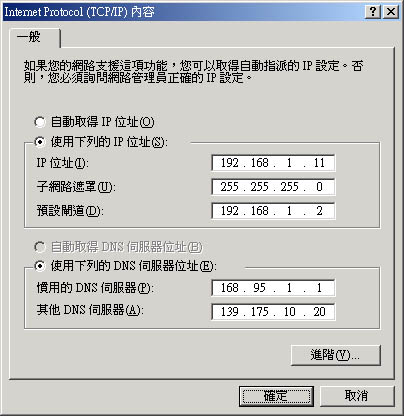 Internet Protocol (TCP/IP) 內容
一般
如果您的網路支援這項功能，您可以取得自動指派的 IP 設定。否
則，您必須詢問網路管理員正確的 IP 設定。
自動取得 IP 位址(O)
使用下列的 IP 位址(S):
IP 位址(I): 192 . 168 . 1 . 11
子網路遮罩(U): 255 . 255 . 255 . 0
預設閘道(D): 192 . 168 . 1 . 2
自動取得 DNS 伺服器位址(B)
使用下列的 DNS 伺服器位址(E):
慣用的 DNS 伺服器(P): 168 . 95 . 1 . 1
其他 DNS 伺服器(A): 139 . 175 . 10 . 20
進階(V)...
確定 取消